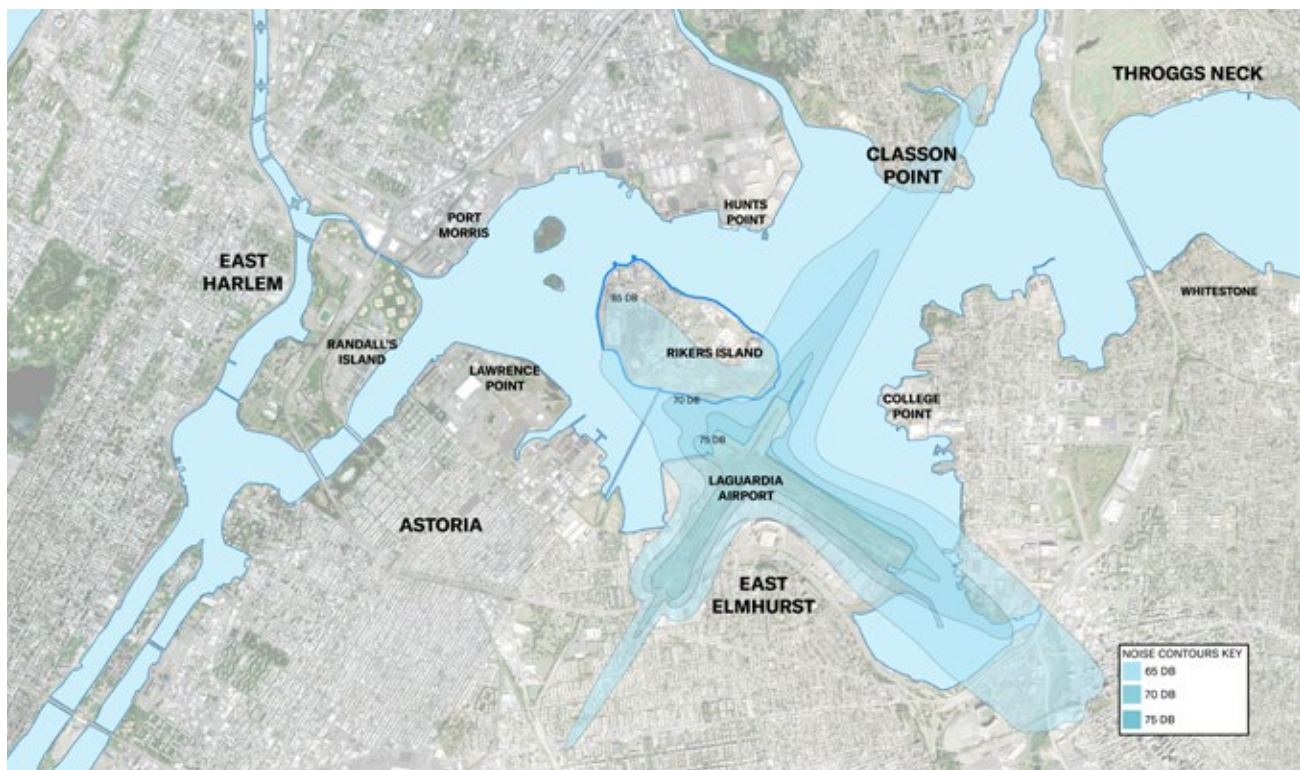 THROGGS NECK
CLASSON
POINT
HUNTS
POINT
PORT
MORRIS
EAST
HARLEM
WHITESTONE
65 DB
RANDALL'S
ISLAND
RIKERS ISLAND
LAWRENCE
POINT
70 DB
COLLEGE
POINT
75 DB
LAGUARDIA
AIRPORT
ASTORIA
EAST
ELMHURST
NOISE CONTOURS KEY
65 DB
70 DB
75 DB